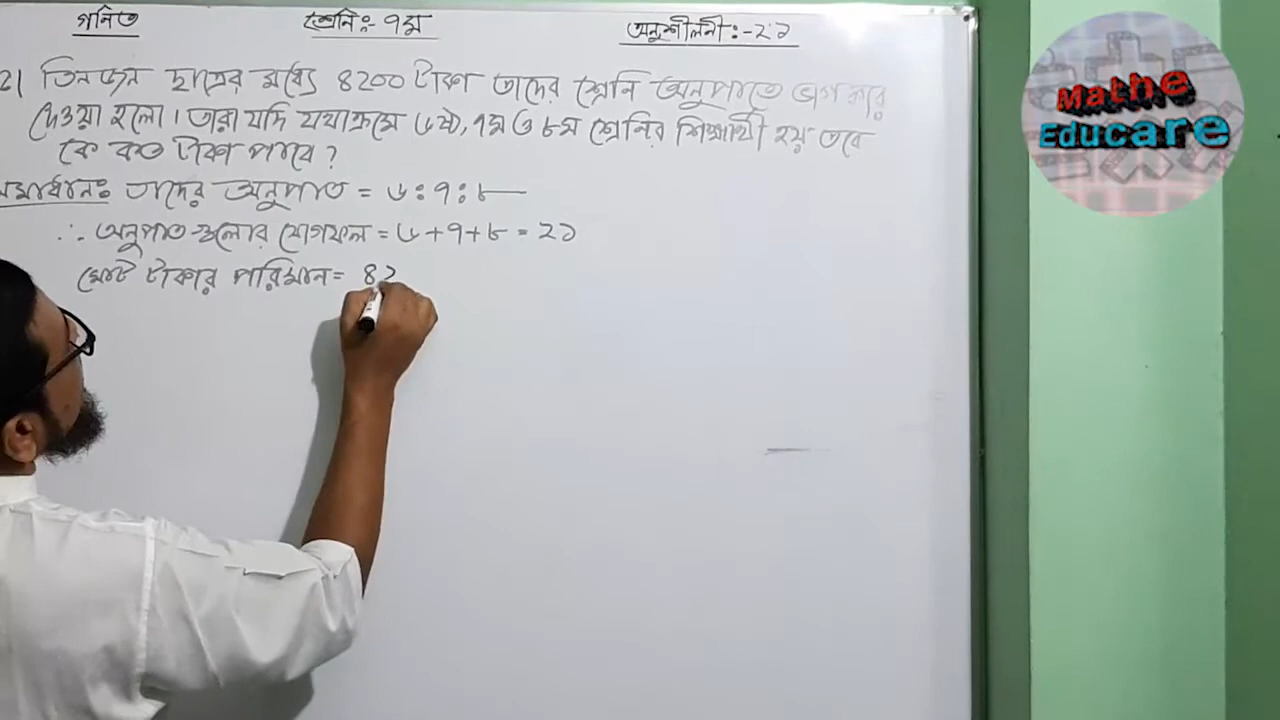 গনিত শ্রেনি:- ৭ম অনুশীলনী:-২.১
২। তিনজন ছাত্রের মধ্যে ৪২০০ টাকা তাদের শ্রেনি অনুপাতে ভাগ করে
দেওয়া হলো। তারা যদি যথাক্রমে ৬ষ্ঠ, ৭ম ও ৮ম শ্রেনির শিক্ষার্থী হয় তবে
কে কত টাকা পাবে?
সমাধানঃ তাদের অনুপাত = ৬:৭:৮
∴ অনুপাত গুলোর যোগফল = ৬+৭+৮ = ২১
মোট টাকার পরিমান = ৪২
Mathe
Educare